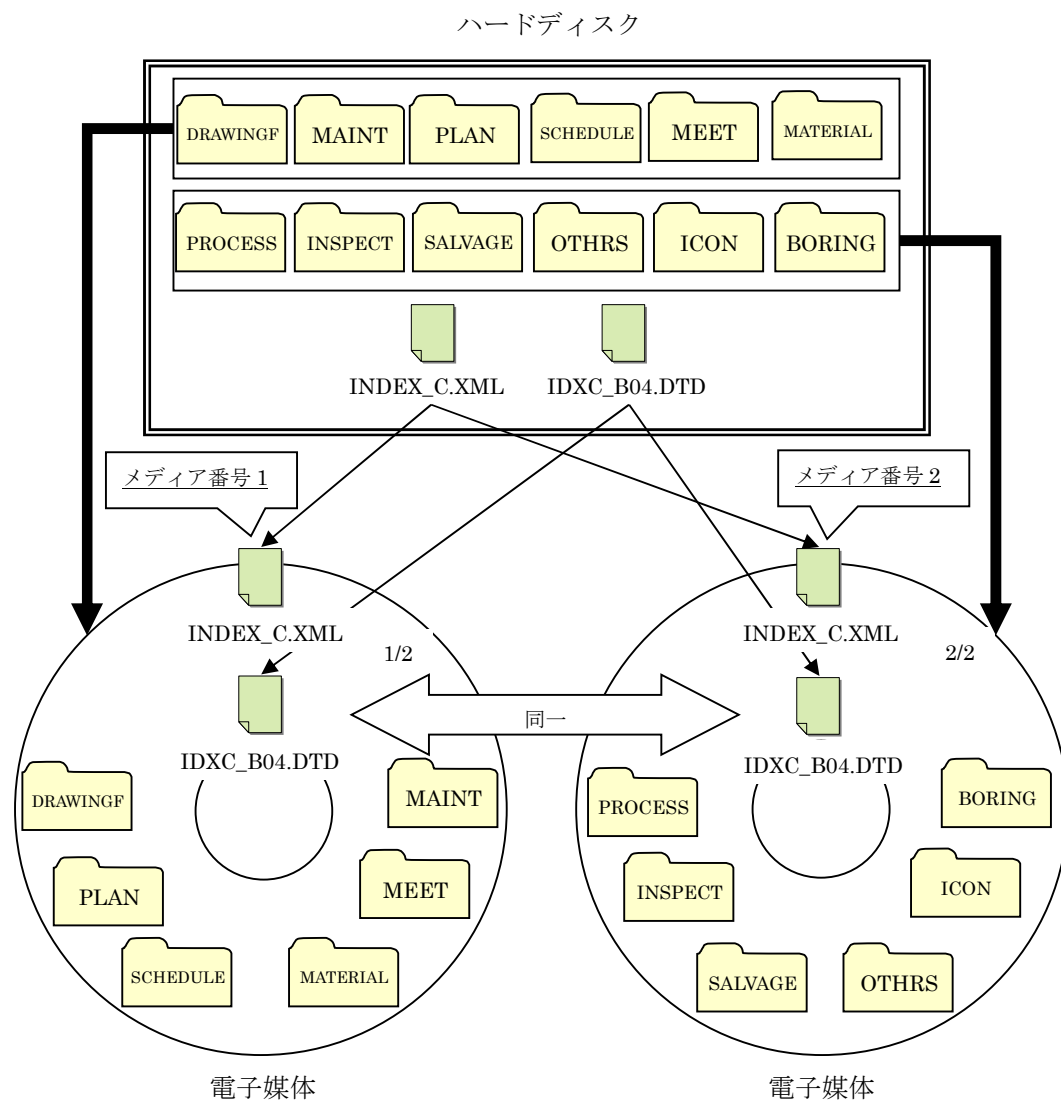 ハードディスク
DRAWINGF MAINT PLAN SCHEDULE MEET MATERIAL
PROCESS INSPECT SALVAGE OTHRS ICON BORING
INDEX_C.XML IDXC_B04.DTD
メディア番号 1
メディア番号 2
INDEX_C.XML
1/2
IDXC_B04.DTD
同一
INDEX_C.XML
2/2
IDXC_B04.DTD
DRAWINGF
MAINT
PLAN
MEET
SCHEDULE
MATERIAL
PROCESS
BORING
INSPECT
ICON
SALVAGE
OTHRS
電子媒体
電子媒体